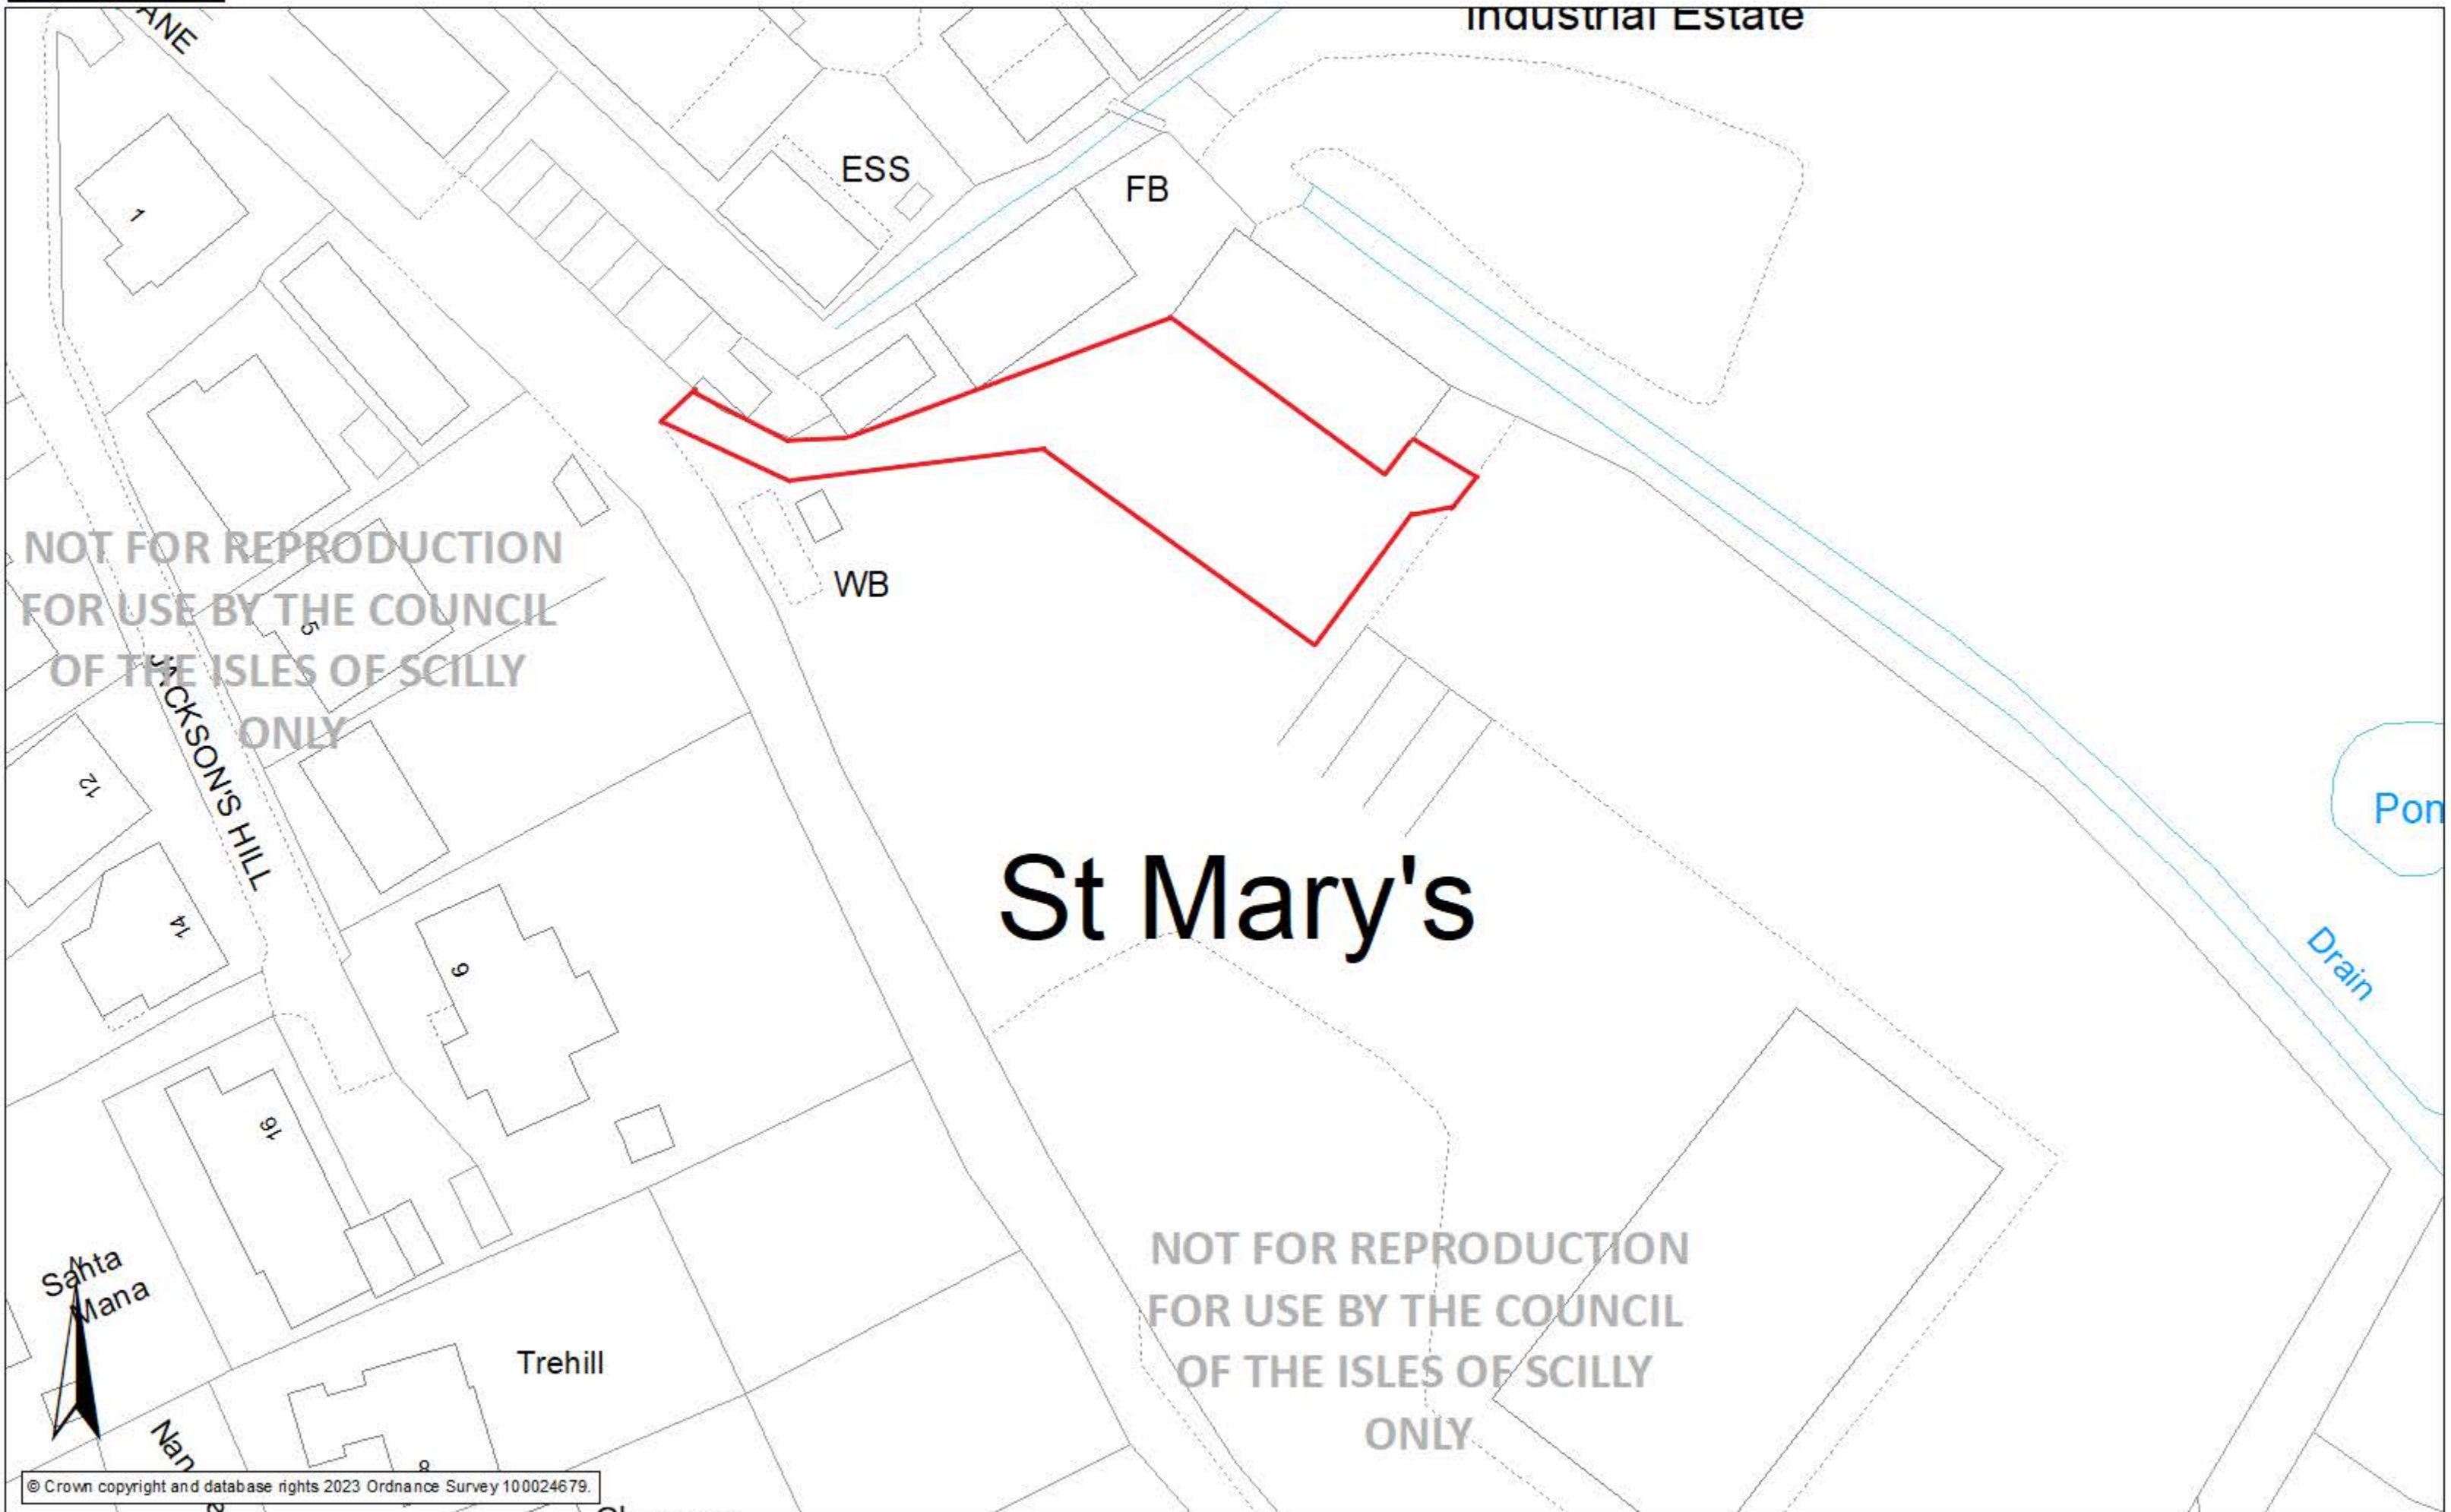 ANE
Industrial Estate
ESS
FB
1
WB
NOT FOR REPRODUCTION
FOR USE BY THE COUNCIL
OF THE ISLES OF SCILLY
ONLY
5
JACKSON'S HILL
12
14
9
16
St Mary's
Pon
Drain
Santa
Mana
Trehill
Nan
8
NOT FOR REPRODUCTION
FOR USE BY THE COUNCIL
OF THE ISLES OF SCILLY
ONLY
© Crown copyright and database rights 2023 Ordnance Survey 100024679.